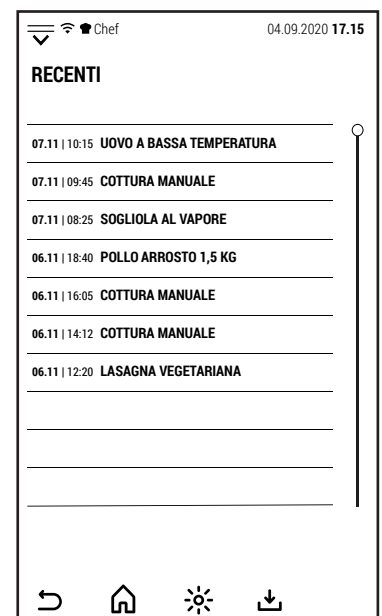 Chef 04.09.2020 17.15
RECENTI
07.11 | 10:15 UOVO A BASSA TEMPERATURA
07.11 | 09:45 COTTURA MANUALE
07.11 | 08:25 SOGLIOLA AL VAPORE
06.11 | 18:40 POLLO ARROSTO 1,5 KG
06.11 | 16:05 COTTURA MANUALE
06.11 | 14:12 COTTURA MANUALE
06.11 | 12:20 LASAGNA VEGETARIANA